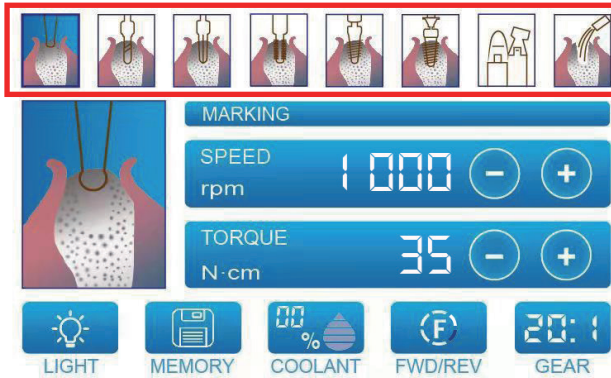 MARKING
SPEED
rpm
1000
- +
TORQUE
N·cm
35
- +
00
%
F
20:1
LIGHT MEMORY COOLANT FWD/REV GEAR